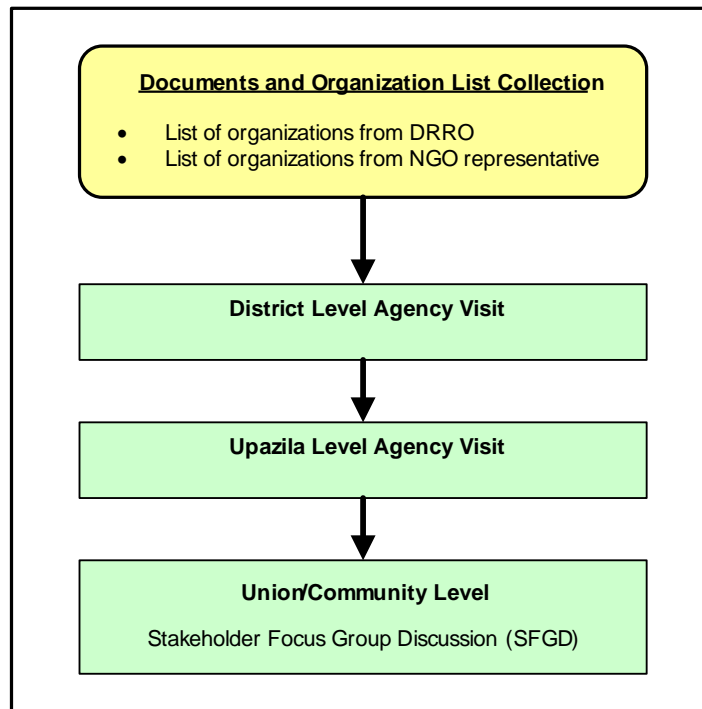 Documents and Organization List Collection
• List of organizations from DRRO
• List of organizations from NGO representative
District Level Agency Visit
Upazila Level Agency Visit
Union/Community Level
Stakeholder Focus Group Discussion (SFGD)